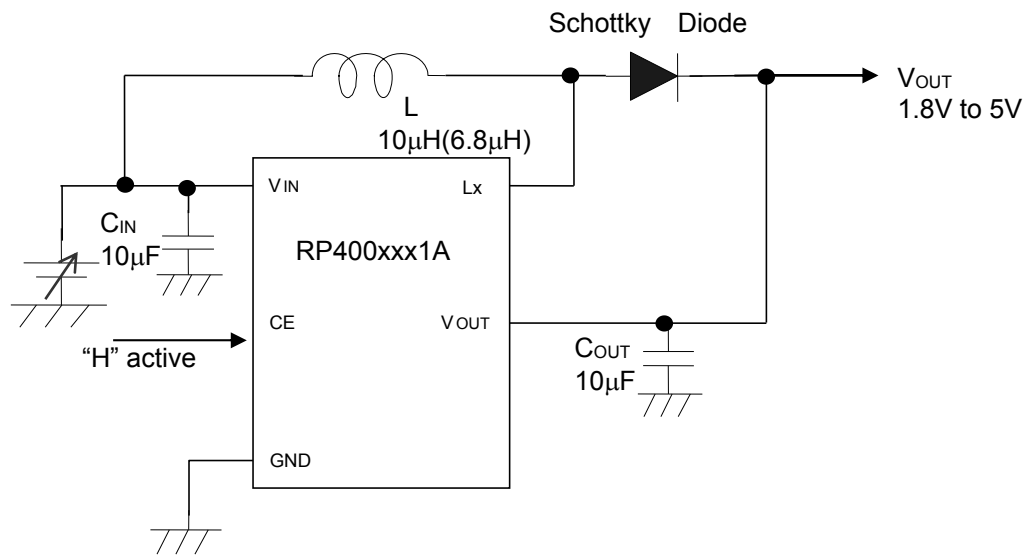 Schottky Diode
L
10μH(6.8μH)
VOUT
1.8V to 5V
VIN
Lx
CIN
10μF
RP400xxx1A
CE
VOUT
"H" active
COUT
10μF
GND